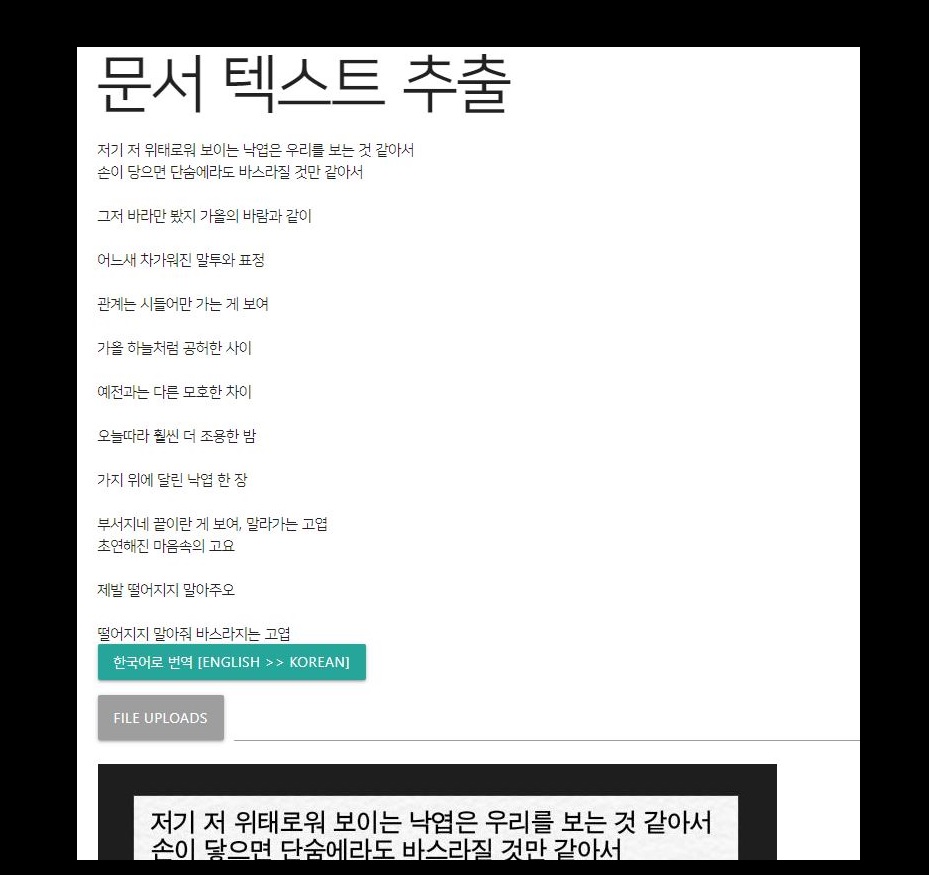 문서 텍스트 추출
저기 저 위태로워 보이는 낙엽은 우리를 보는 것 같아서
손이 닿으면 단숨에라도 바스라질 것만 같아서
그저 바라만 봤지 가올의 바람과 같이
어느새 차가워진 말투와 표정
관계는 시들어만 가는 게 보여
가올 하늘처럼 공허한 사이
예전과는 다른 모호한 차이
오늘따라 훨씬 더 조용한 밤
가지 위에 달린 낙엽 한 장
부서지네 끝이란 게 보여, 말라가는 고엽
초연해진 마음속의 고요
제발 떨어지지 말아주오
떨어지지 말아줘 바스라지는 고엽
한국어로 번역 [ENGLISH >> KOREAN]
FILE UPLOADS
저기 저 위태로워 보이는 낙엽은 우리를 보는 것 같아서
손이 닿으면 단숨에라도 바스라질 것만 같아서